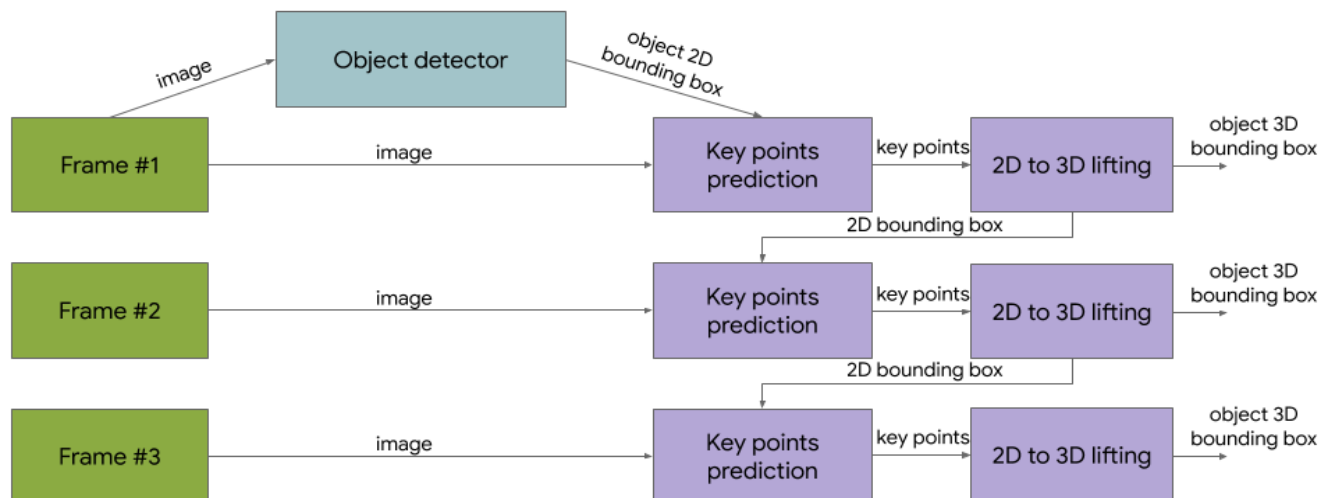 image
Object detector
object 2D
bounding box
Frame #1
image
Key points
prediction
key points
2D to 3D lifting
object 3D
bounding box
2D bounding box
Frame #2
image
Key points
prediction
key points
2D to 3D lifting
object 3D
bounding box
2D bounding box
Frame #3
image
Key points
prediction
key points
2D to 3D lifting
object 3D
bounding box